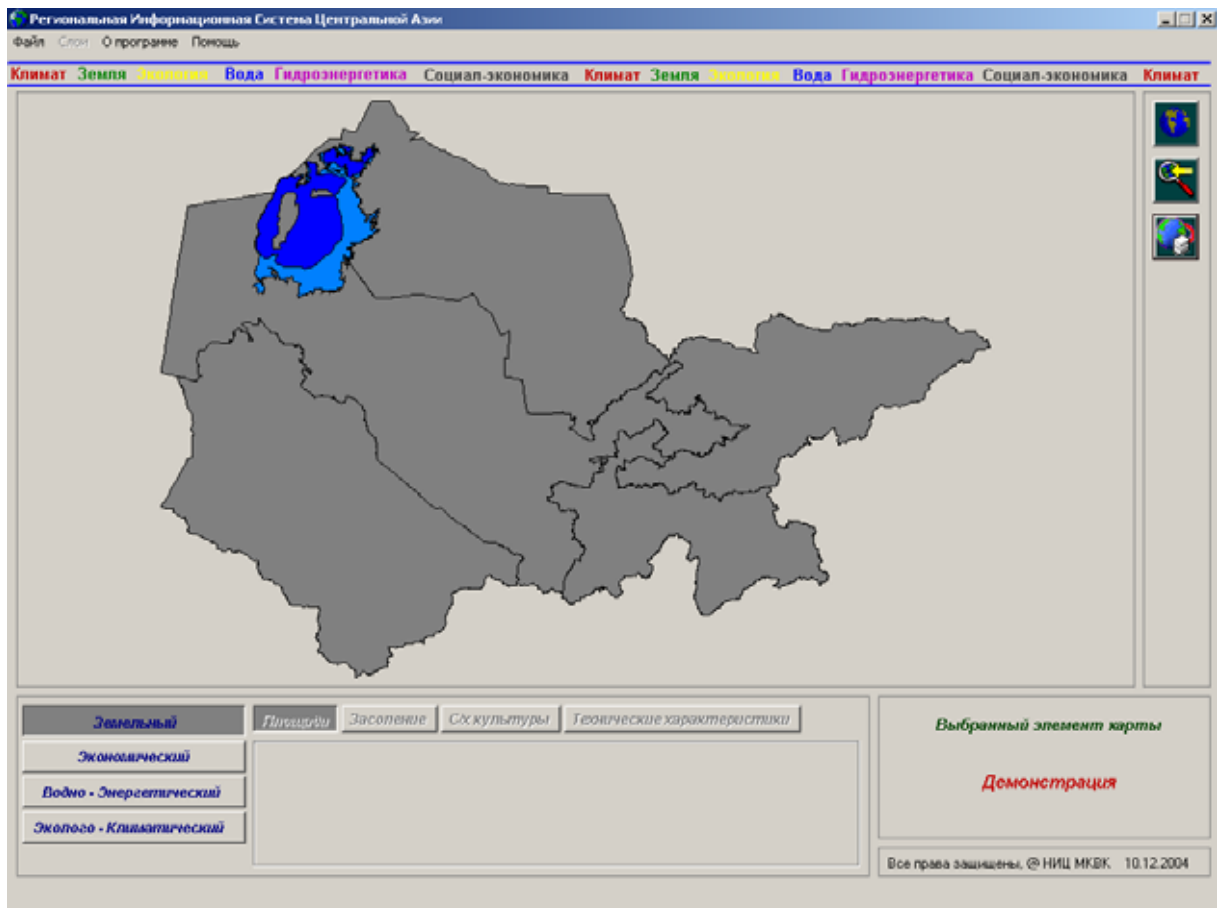 Региональная Информационная Система Центральной Азии
Файл Слои О программе Помощь
Климат Земля Экология Вода Гидроэнергетика Социал-экономика Климат Земля Экология Вода Гидроэнергетика Социал-экономика Климат
Земельный
Экономический
Водно - Энергетический
Эколого - Климатический
Площади Засоление С/х культуры Технические характеристики
Выбранный элемент карты
Демонстрация
Все права защищены, @ НИЦ МКВК 10.12.2004